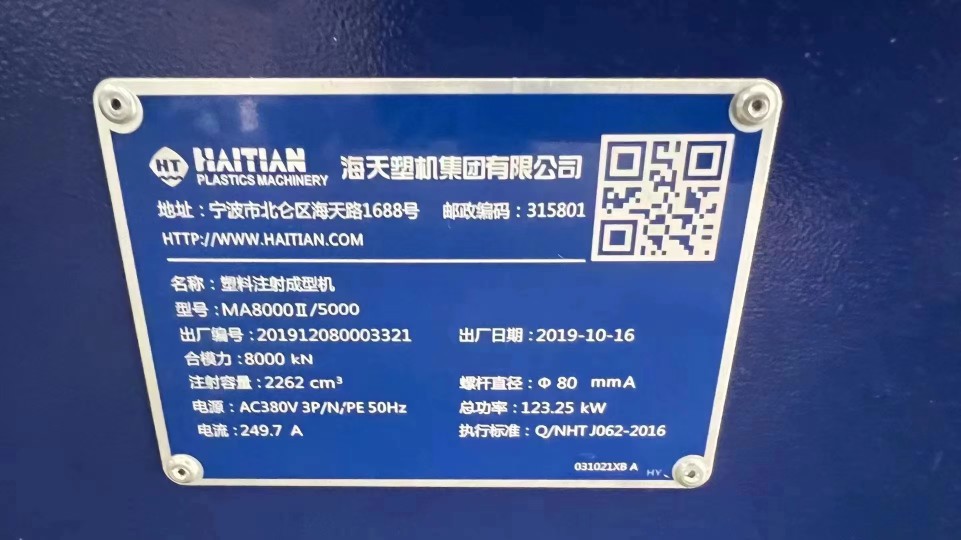 HT HAITIAN PLASTICS MACHINERY 海天塑机集团有限公司
地址：宁波市北仑区海天路1688号 邮政编码：315801
HTTP://WWW.HAITIAN.COM
名称：塑料注射成型机
型号：MA8000Ⅱ/5000
出厂编号：201912080003321 出厂日期：2019-10-16
合模力：8000 kN
注射容量：2262 cm³ 螺杆直径：Φ 80 mm A
电源：AC380V 3P/N/PE 50Hz 总功率：123.25 kW
电流：249.7 A 执行标准：Q/NHT J062-2016
031021XB A HY